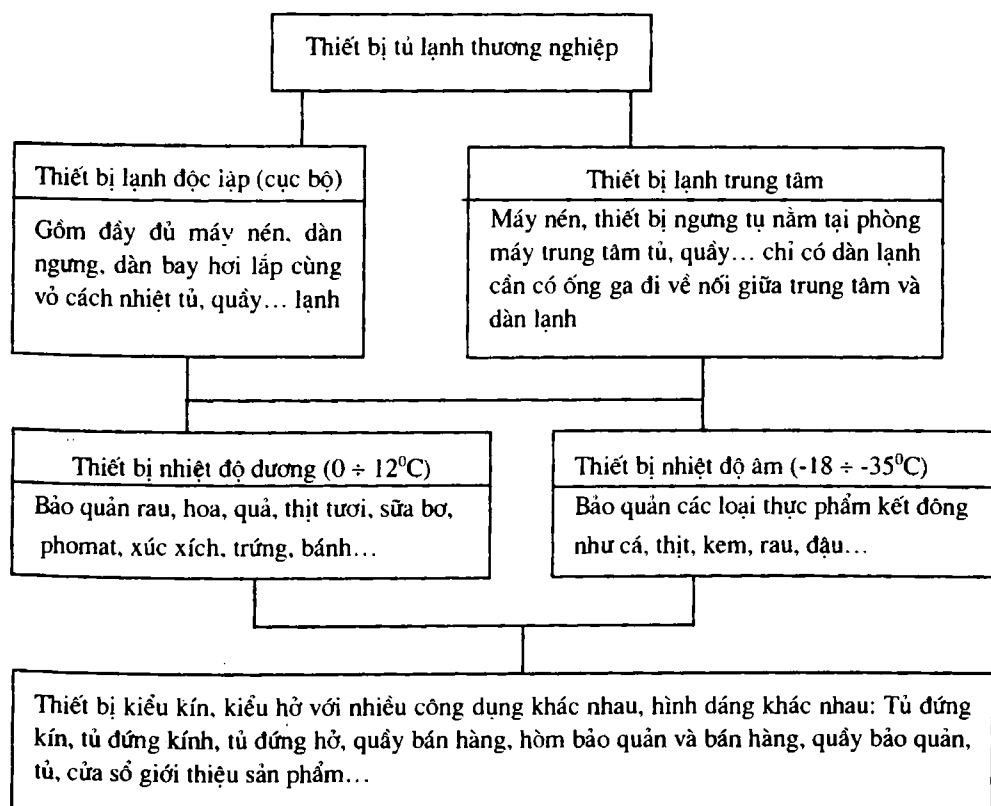 Thiết bị tủ lạnh thương nghiệp
Thiết bị lạnh độc lập (cục bộ)
Gồm đầy đủ máy nén, dàn
ngưng, dàn bay hơi lắp cùng
vỏ cách nhiệt tủ, quầy... lạnh
Thiết bị lạnh trung tâm
Máy nén, thiết bị ngưng tụ nằm tại phòng
máy trung tâm tủ, quầy... chỉ có dàn lạnh
cần có ống ga đi về nối giữa trung tâm và
dàn lạnh
Thiết bị nhiệt độ dương (0 ÷ 12⁰C)
Bảo quản rau, hoa, quả, thịt tươi, sữa bơ,
phomat, xúc xích, trứng, bánh...
Thiết bị nhiệt độ âm (-18 ÷ -35⁰C)
Bảo quản các loại thực phẩm kết đông
như cá, thịt, kem, rau, đậu...
Thiết bị kiểu kín, kiểu hở với nhiều công dụng khác nhau, hình dáng khác nhau: Tủ đứng
kín, tủ đứng kính, tủ đứng hở, quầy bán hàng, hòm bảo quản và bán hàng, quầy bảo quản,
tủ, cửa sổ giới thiệu sản phẩm...